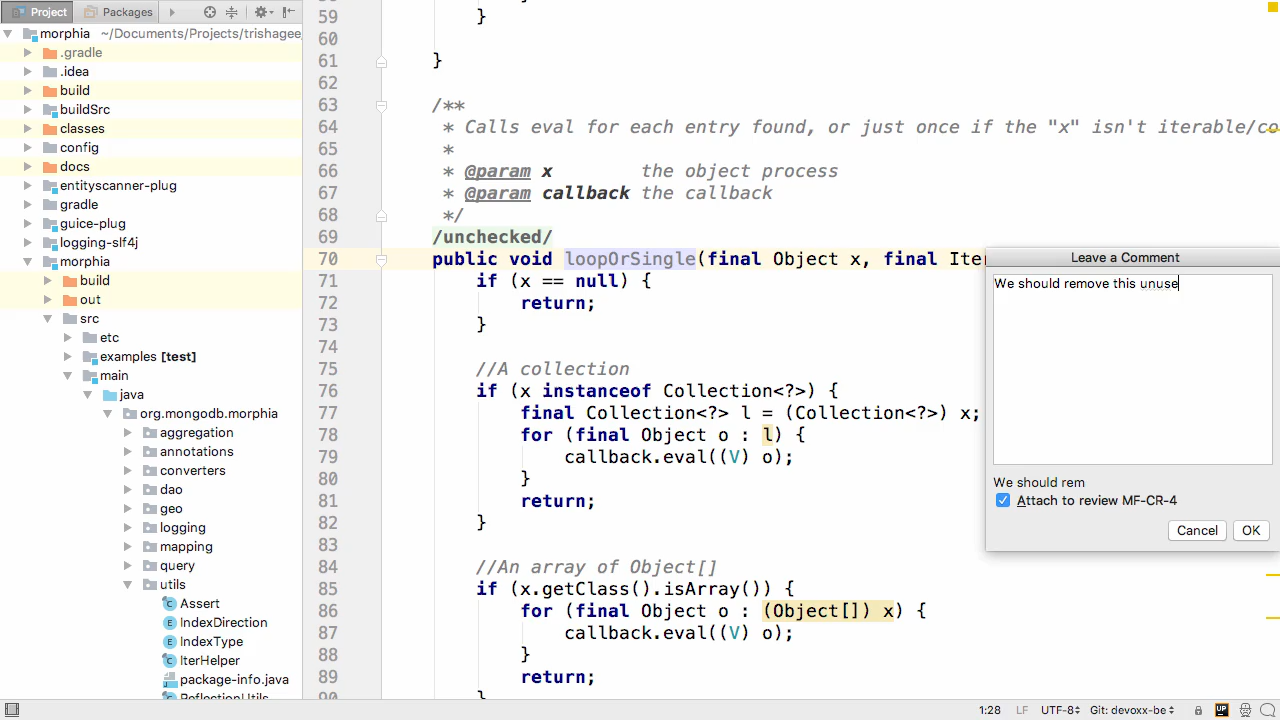 Project
Packages
morphia ~/Documents/Projects/trishagee
.gradle
.idea
build
buildSrc
classes
config
docs
entityscanner-plug
gradle
guice-plug
logging-slf4j
morphia
build
out
src
etc
examples [test]
main
java
org.mongodb.morphia
aggregation
annotations
converters
dao
geo
logging
mapping
query
utils
Assert
IndexDirection
IndexType
IterHelper
package-info.java
ReflectionUtils
59 }
60
61 }
62
63 /**
64 * Calls eval for each entry found, or just once if the "x" isn't iterable/co
65 *
66 * @param x the object process
67 * @param callback the callback
68 */
69 /unchecked/
70 public void loopOrSingle(final Object x, final Iter
71 if (x == null) {
72 return;
73 }
74
75 //A collection
76 if (x instanceof Collection<?>) {
77 final Collection<?> l = (Collection<?>) x;
78 for (final Object o : l) {
79 callback.eval((V) o);
80 }
81 return;
82 }
83
84 //An array of Object[]
85 if (x.getClass().isArray()) {
86 for (final Object o : (Object[]) x) {
87 callback.eval((V) o);
88 }
89 return;
90 }
Leave a Comment
We should remove this unuse
We should rem
Attach to review MF-CR-4
Cancel OK
1:28 LF UTF-8 Git: devoxx-be